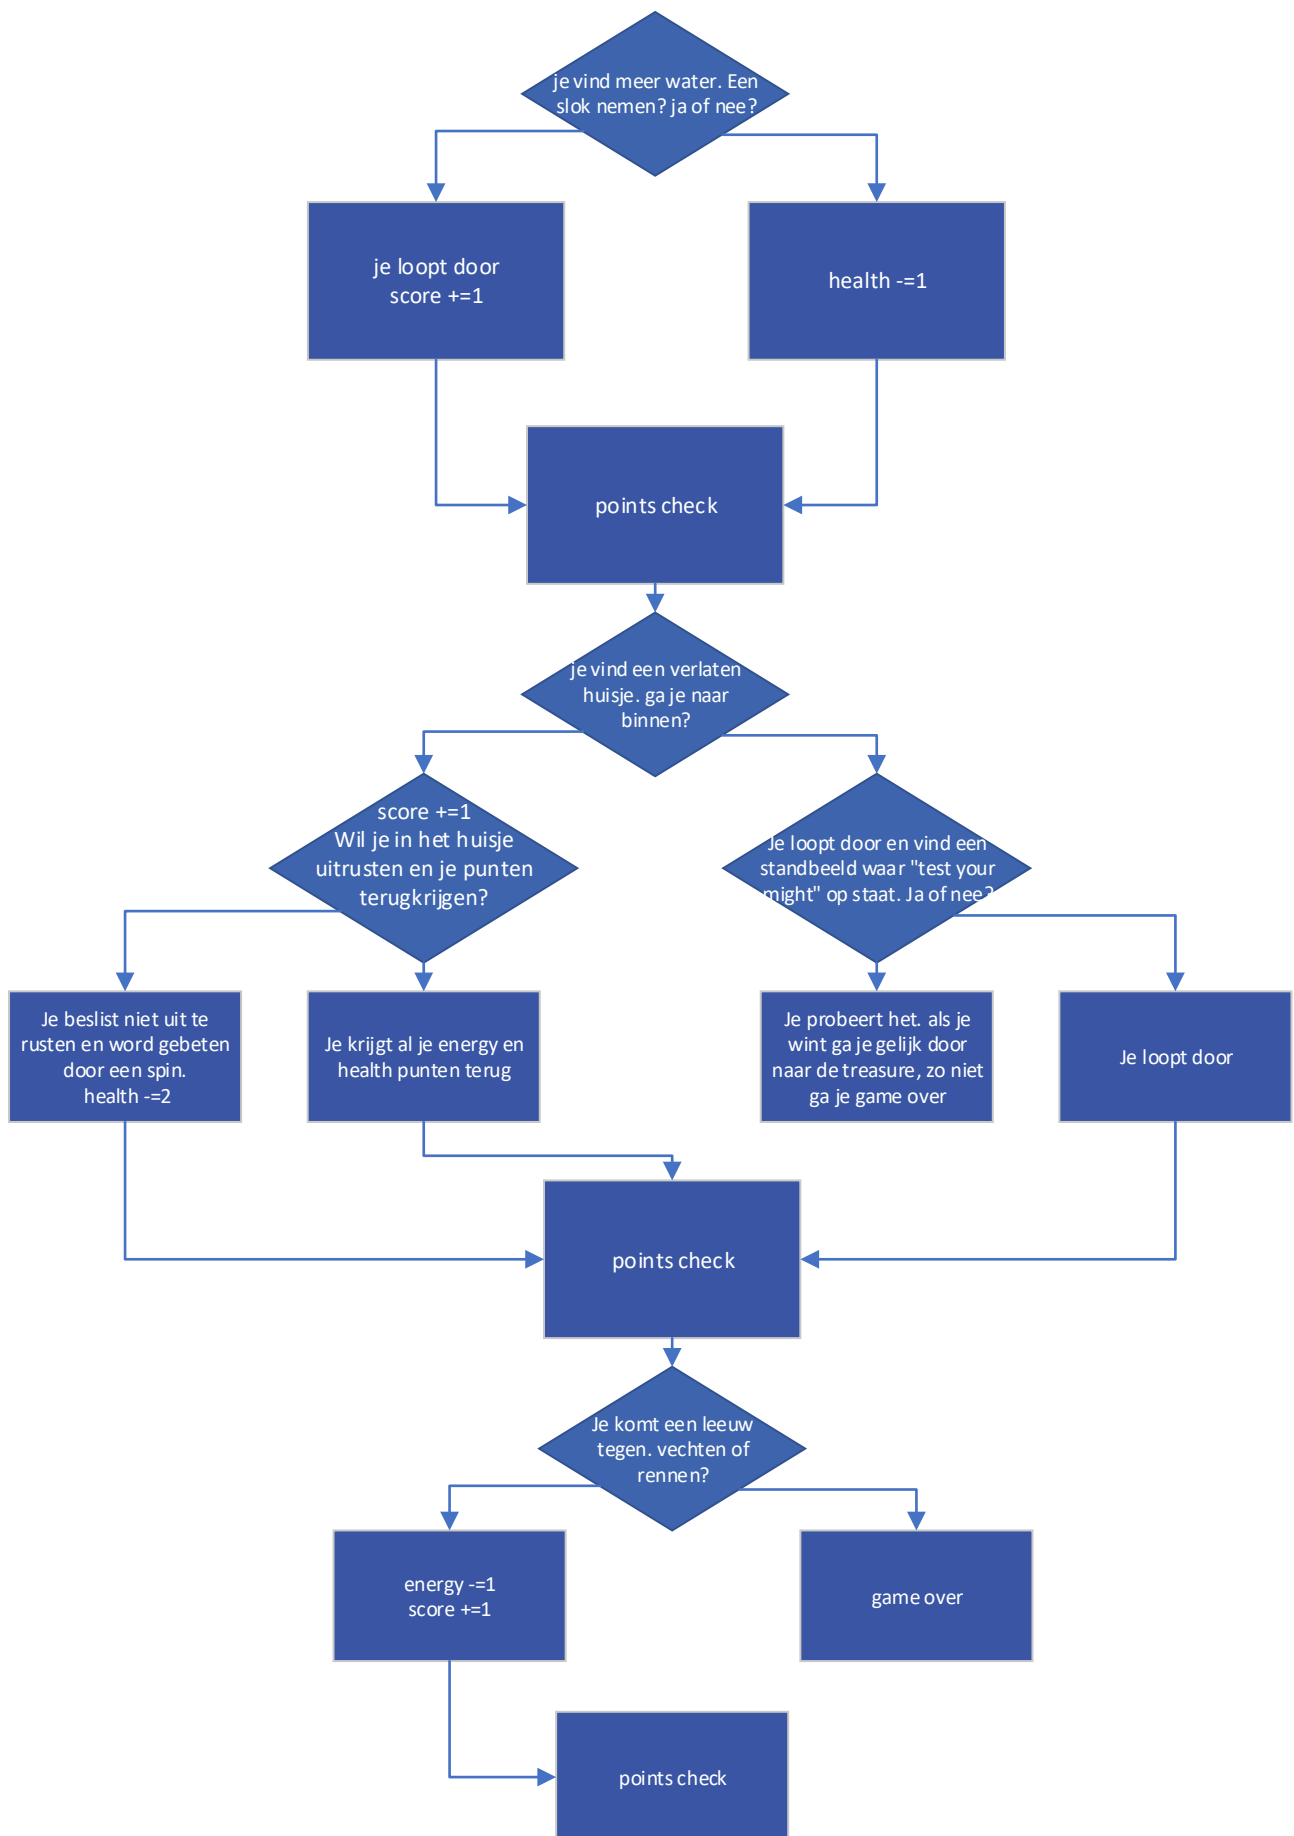 je vind meer water. Een
slok nemen? ja of nee?
je loopt door
score +=1
health -=1
points check
je vind een verlaten
huisje. ga je naar
binnen?
score +=1
Wil je in het huisje
uitrusten en je punten
terugkrijgen?
Je loopt door en vind een
standbeeld waar "test your
might" op staat. Ja of nee?
Je beslist niet uit te
rusten en word gebeten
door een spin.
health -=2
Je krijgt al je energy en
health punten terug
Je probeert het. als je
wint ga je gelijk door
naar de treasure, zo niet
ga je game over
Je loopt door
points check
Je komt een leeuw
tegen. vechten of
rennen?
energy -=1
score +=1
game over
points check